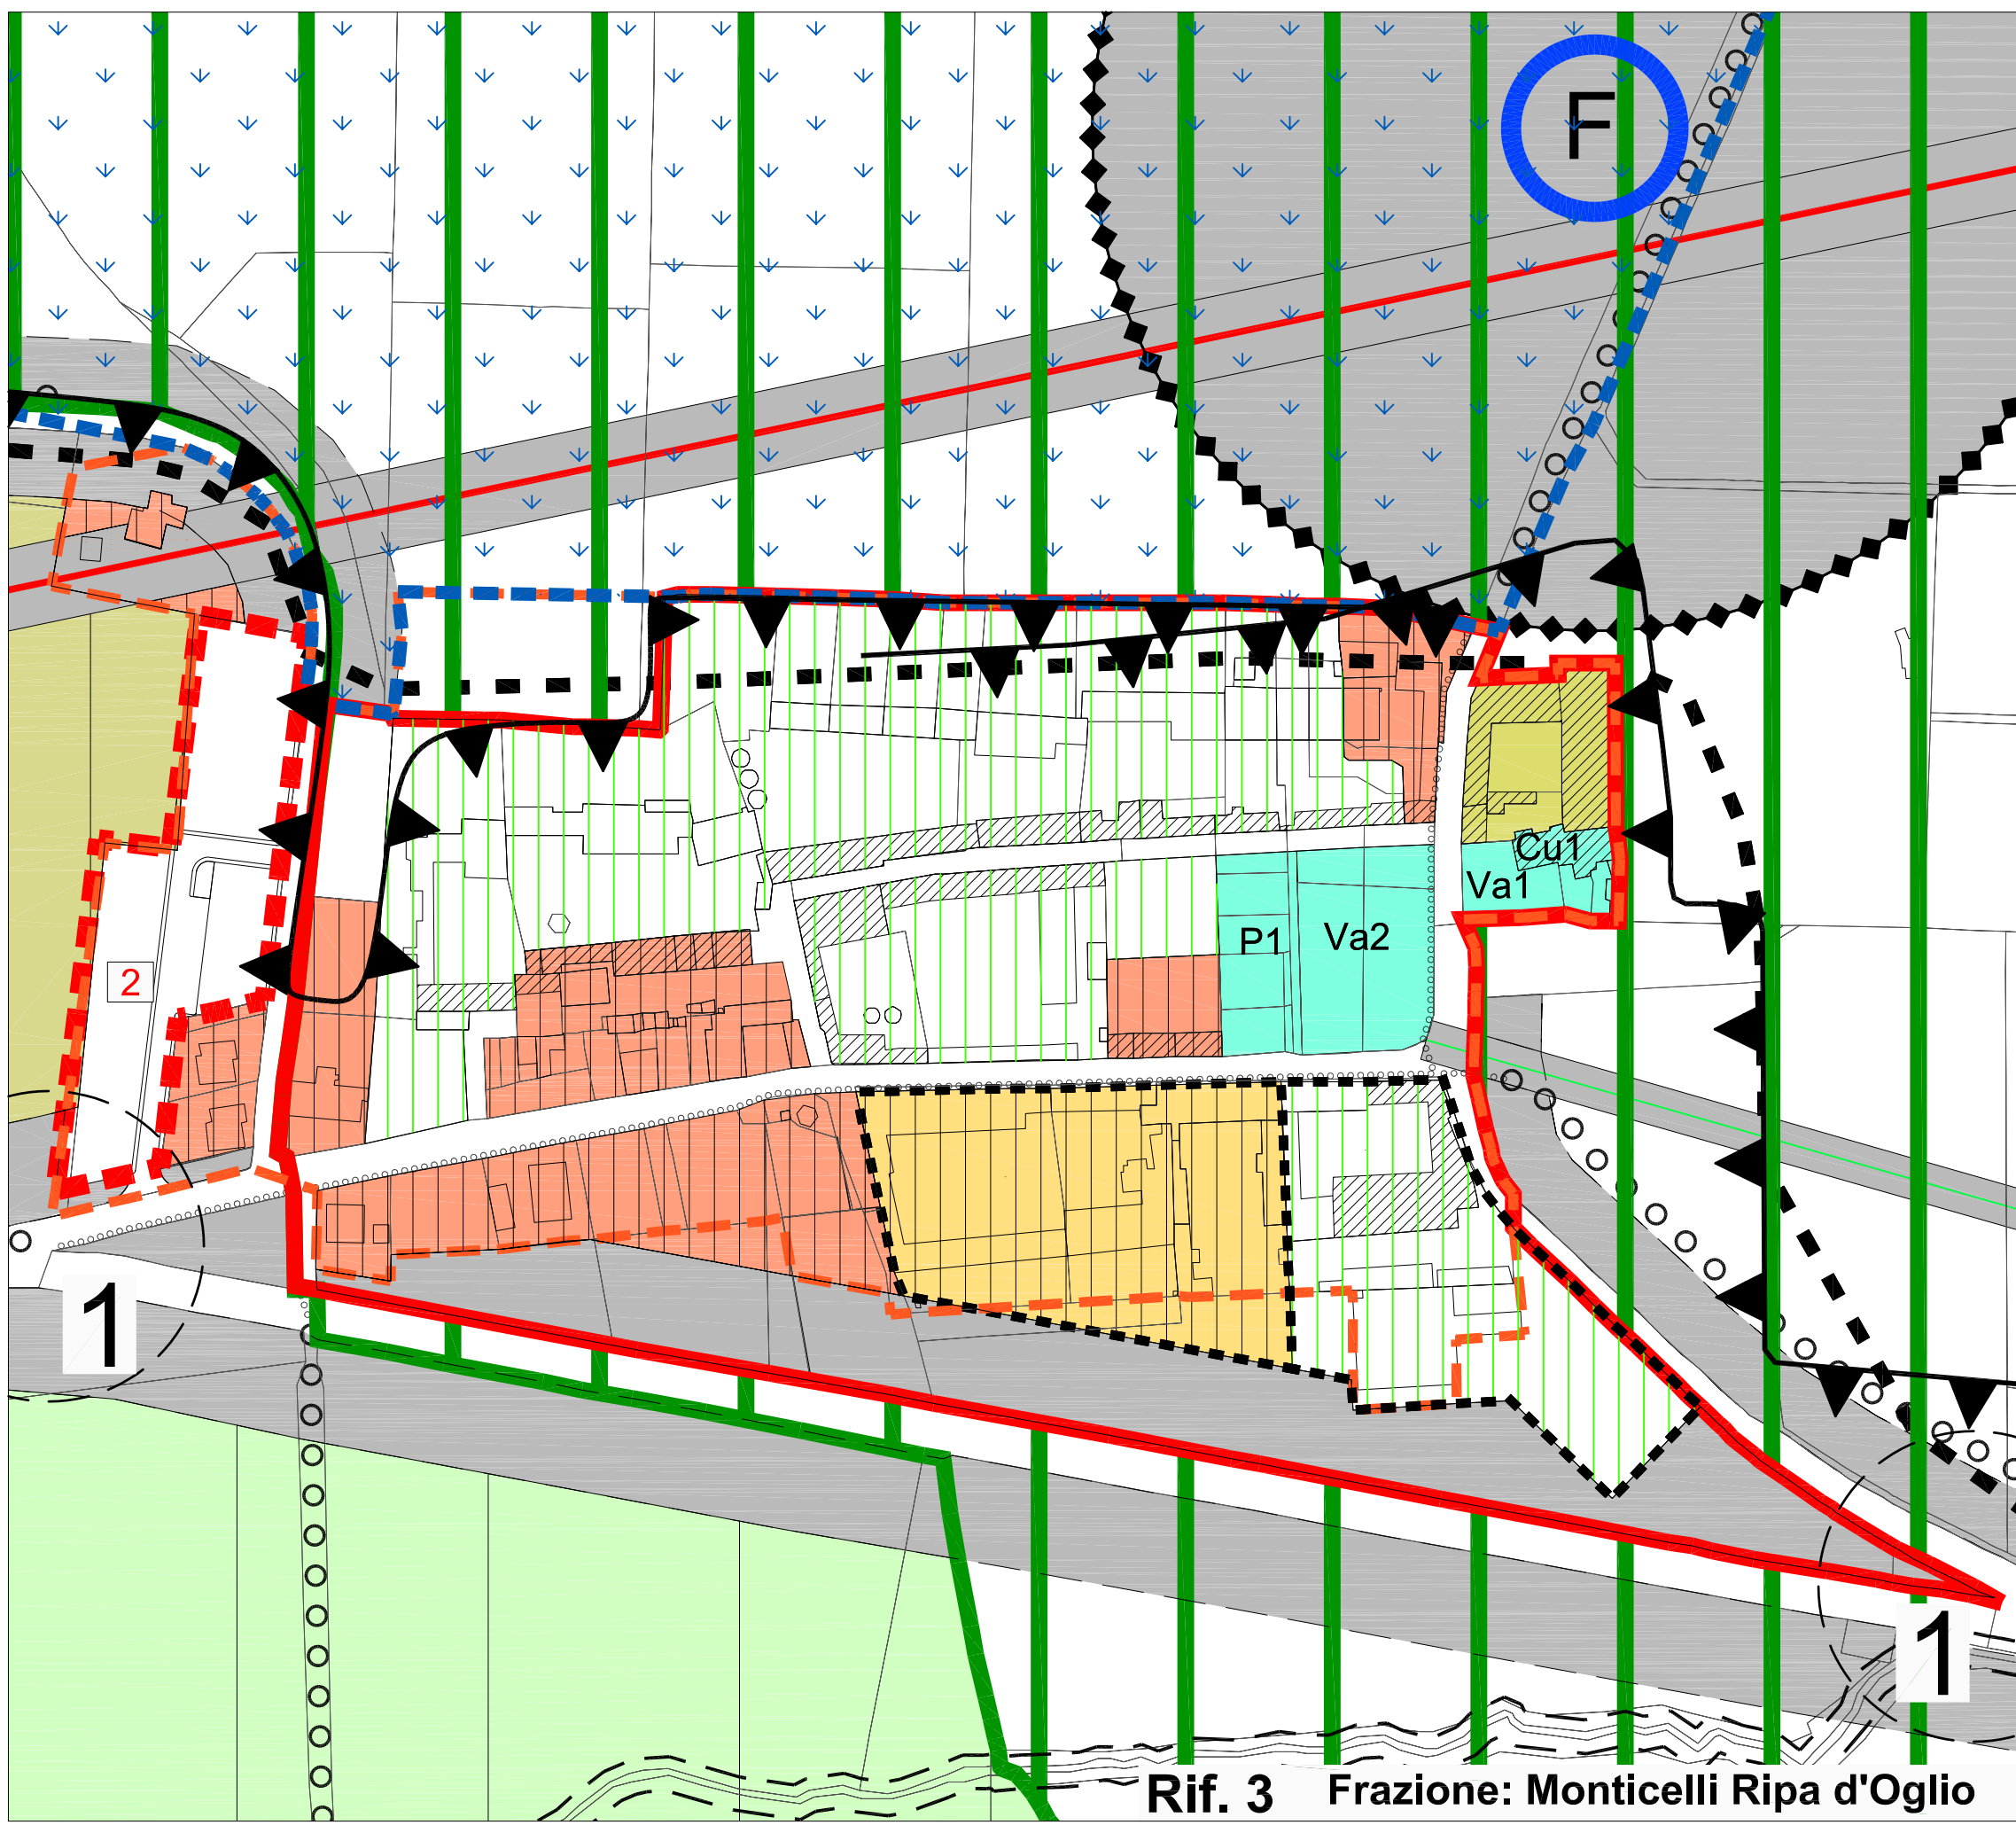 F
Cu1
Va1
P1
Va2
2
1
1
Rif. 3 Frazione: Monticelli Ripa d'Oglio